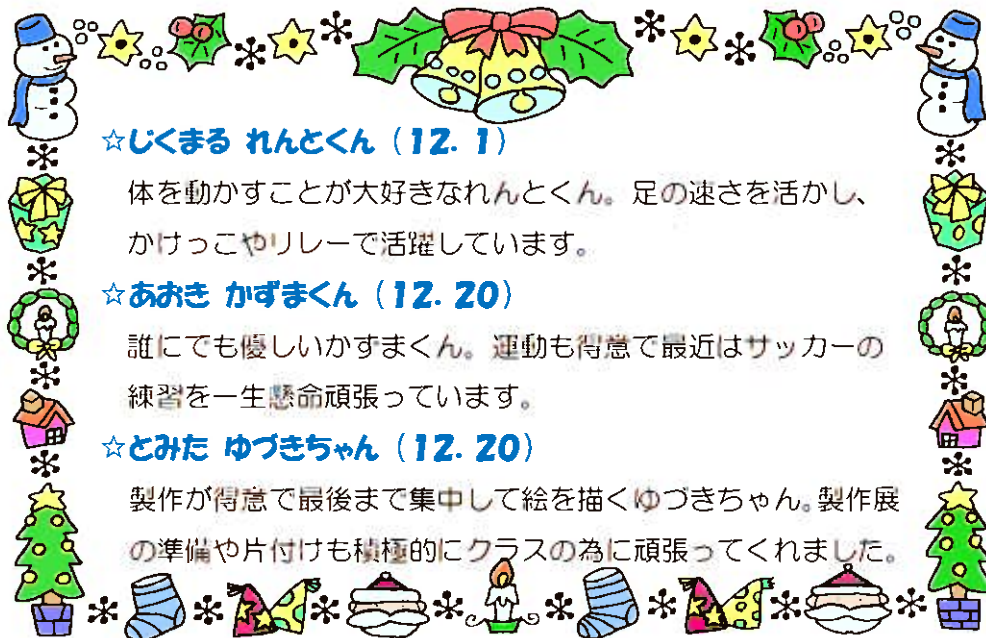 ☆じくまる れんとくん（12. 1）
体を動かすことが大好きなれんとくん。足の速さを活かし、
かけっこやリレーで活躍しています。
☆あおき かずまくん（12. 20）
誰にでも優しいかずまくん。運動も得意で最近はサッカーの
練習を一生懸命頑張っています。
☆とみた ゆづきちゃん（12. 20）
製作が得意で最後まで集中して絵を描くゆづきちゃん。製作展
の準備や片付けも積極的にクラスの為に頑張ってくれました。